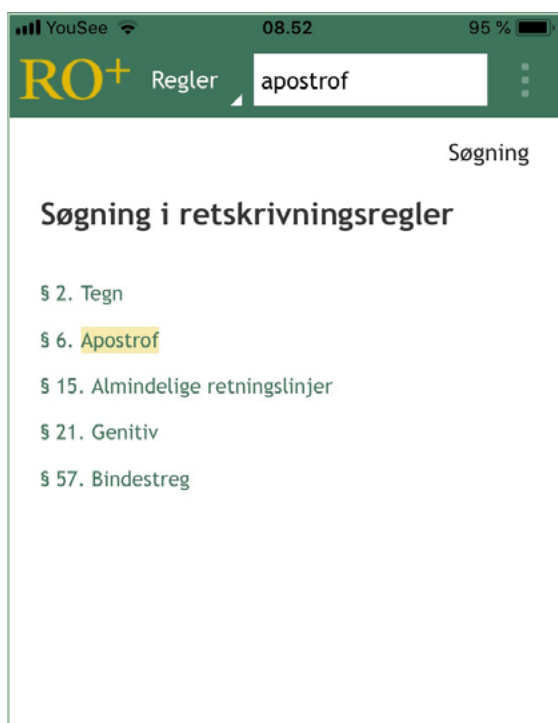 YouSee 08.52 95 %
RO+ Regler apostrof
Søgning
Søgning i retskrivningsregler
§ 2. Tegn
§ 6. Apostrof
§ 15. Almindelige retningslinjer
§ 21. Genitiv
§ 57. Bindestreg